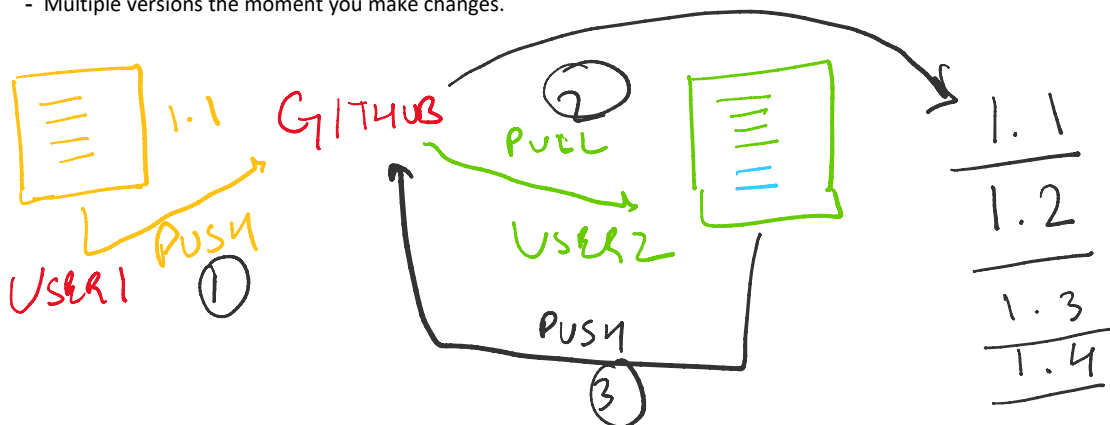 - Multiple versions the moment you make changes.
1.1
GITHUB
2
PULL
1.1
1.2
PUSH
USER2
USER1
1
1.3
PUSH
1.4
3